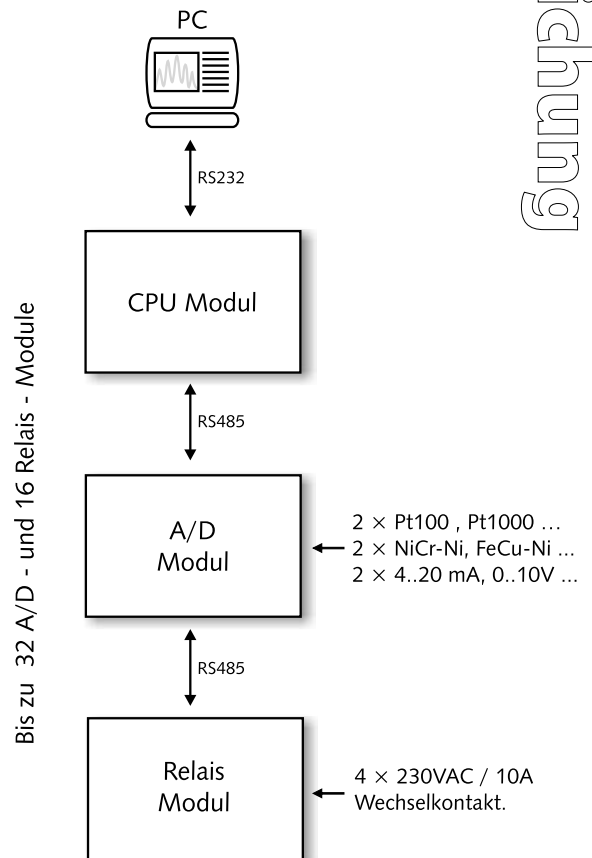 PC
RS232
CPU Modul
RS485
A/D
Modul
2 × Pt100 , Pt1000 ...
2 × NiCr-Ni, FeCu-Ni ...
2 × 4..20 mA, 0..10V ...
RS485
Relais
Modul
4 × 230VAC / 10A
Wechselkontakt.
Bis zu 32 A/D - und 16 Relais - Module